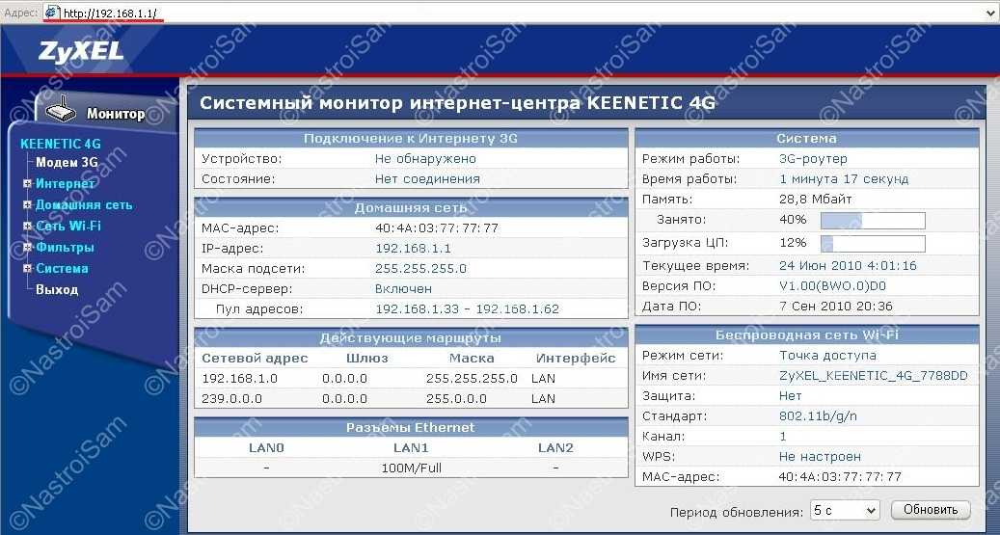 Адрес: http://192.168.1.1/
ZyXEL
Монитор
KEENETIC 4G
Модем 3G
Интернет
Домашняя сеть
Сеть Wi-Fi
Фильтры
Система
Выход
Системный монитор интернет-центра KEENETIC 4G
Подключение к Интернету 3G
Устройство: Не обнаружено
Состояние: Нет соединения
Домашняя сеть
MAC-адрес: 40:4A:03:77:77:77
IP-адрес: 192.168.1.1
Маска подсети: 255.255.255.0
DHCP-сервер: Включен
Пул адресов: 192.168.1.33 - 192.168.1.62
Действующие маршруты
Сетевой адрес Шлюз Маска Интерфейс
192.168.1.0 0.0.0.0 255.255.255.0 LAN
239.0.0.0 0.0.0.0 255.0.0.0 LAN
Разъемы Ethernet
LAN0 LAN1 LAN2
- 100M/Full -
Система
Режим работы: 3G-роутер
Время работы: 1 минута 17 секунд
Память: 28,8 Мбайт
Занято: 40%
Загрузка ЦП: 12%
Текущее время: 24 Июн 2010 4:01:16
Версия ПО: V1.00(BWO.0)D0
Дата ПО: 7 Сен 2010 20:36
Беспроводная сеть Wi-Fi
Режим сети: Точка доступа
Имя сети: ZyXEL_KEENETIC_4G_7788DD
Защита: Нет
Стандарт: 802.11b/g/n
Канал: 1
WPS: Не настроен
MAC-адрес: 40:4A:03:77:77:77
Период обновления: 5 с Обновить
©NastroiSam